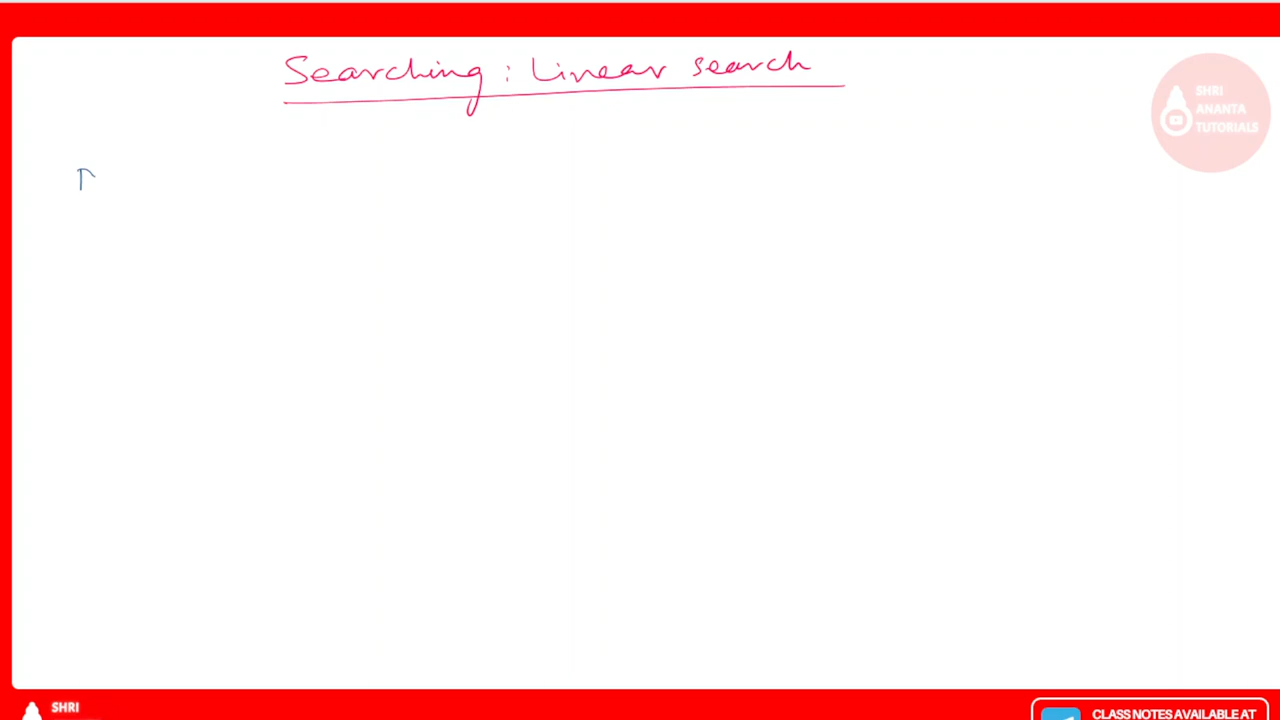 Searching : Linear search
SHRI
ANANTA
TUTORIALS
SHRI
CLASS NOTES AVAILABLE AT